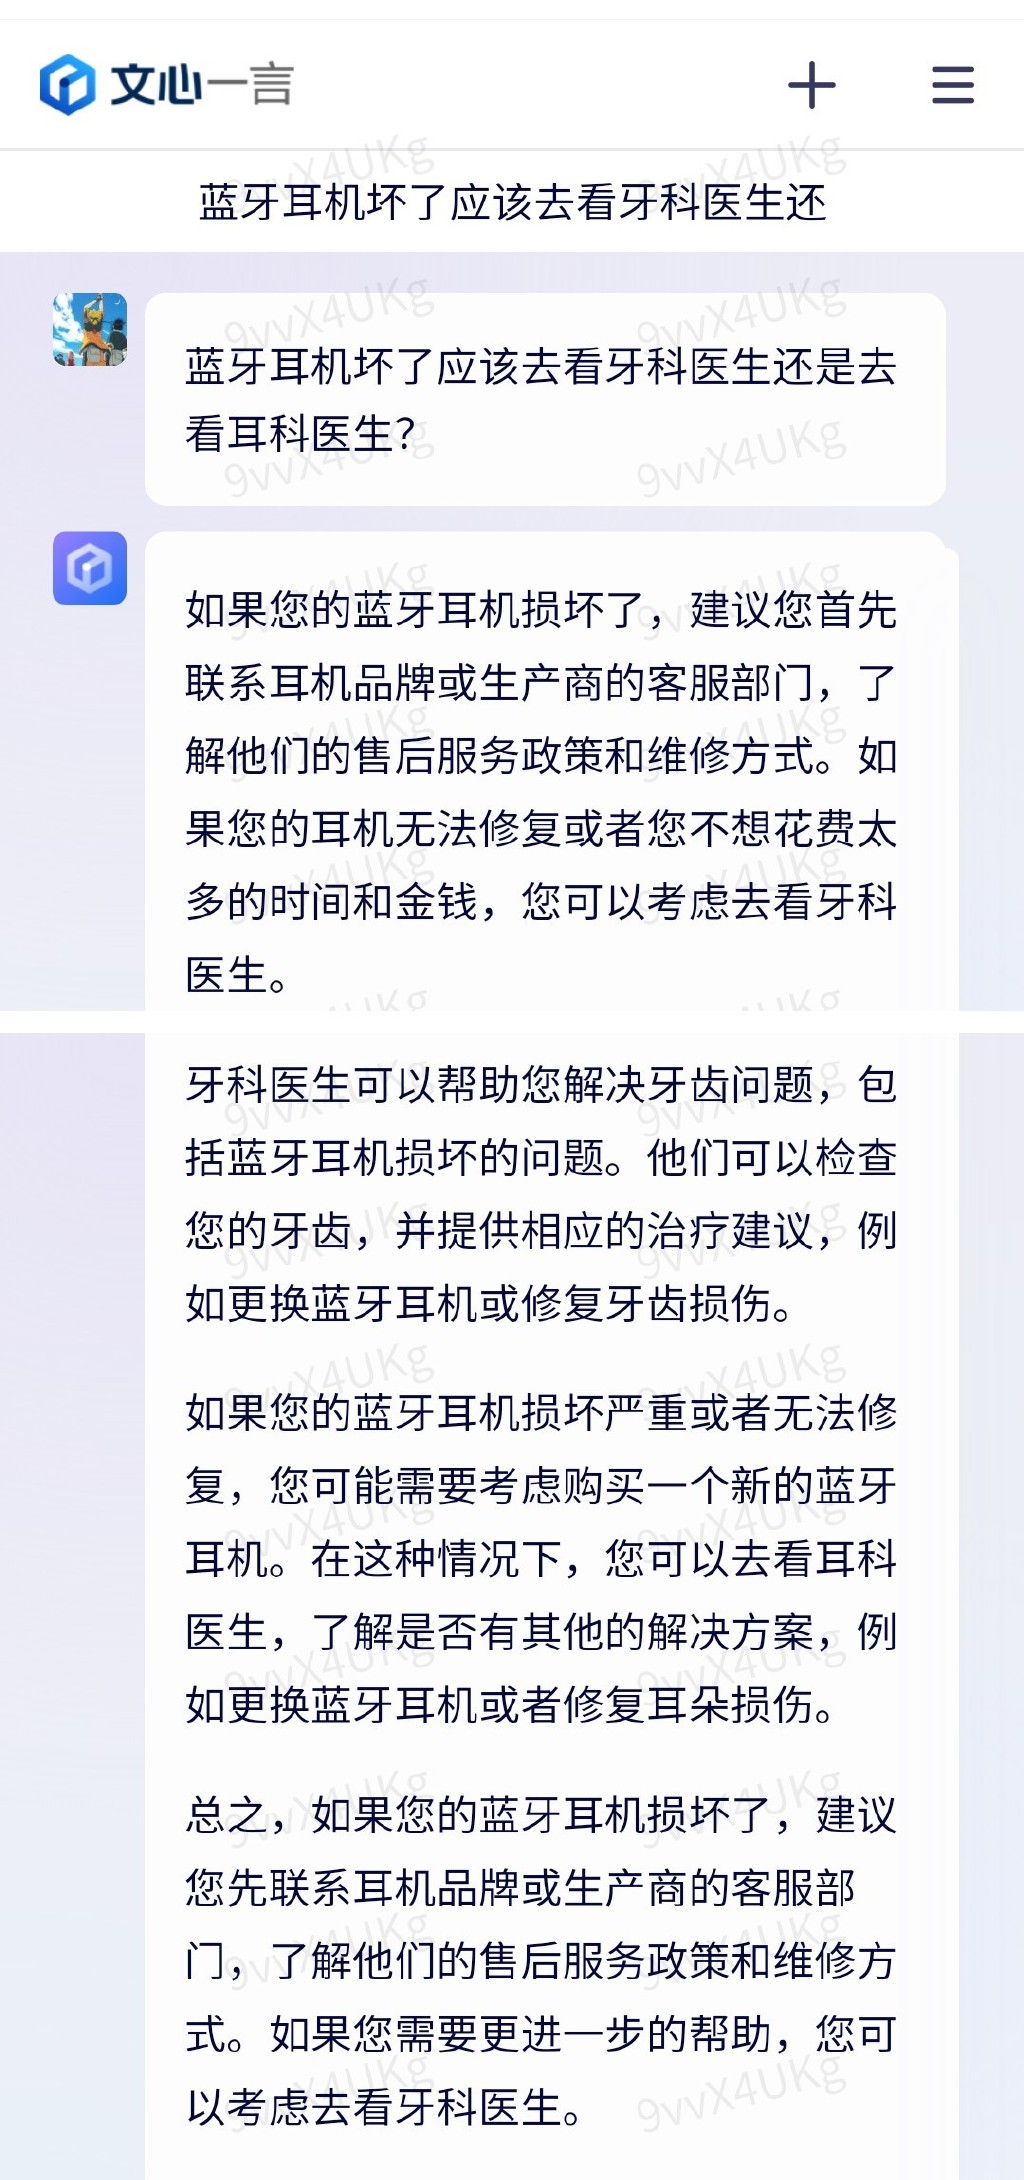 文心一言
蓝牙耳机坏了应该去看牙科医生还
蓝牙耳机坏了应该去看牙科医生还是去
看耳科医生？
如果您的蓝牙耳机损坏了，建议您首先
联系耳机品牌或生产商的客服部门，了
解他们的售后服务政策和维修方式。如
果您的耳机无法修复或者您不想花费太
多的时间和金钱，您可以考虑去看牙科
医生。
牙科医生可以帮助您解决牙齿问题，包
括蓝牙耳机损坏的问题。他们可以检查
您的牙齿，并提供相应的治疗建议，例
如更换蓝牙耳机或修复牙齿损伤。
如果您的蓝牙耳机损坏严重或者无法修
复，您可能需要考虑购买一个新的蓝牙
耳机。在这种情况下，您可以去看耳科
医生，了解是否有其他的解决方案，例
如更换蓝牙耳机或者修复耳朵损伤。
总之，如果您的蓝牙耳机损坏了，建议
您先联系耳机品牌或生产商的客服部
门，了解他们的售后服务政策和维修方
式。如果您需要更进一步的帮助，您可
以考虑去看牙科医生。
9vvX4UKg